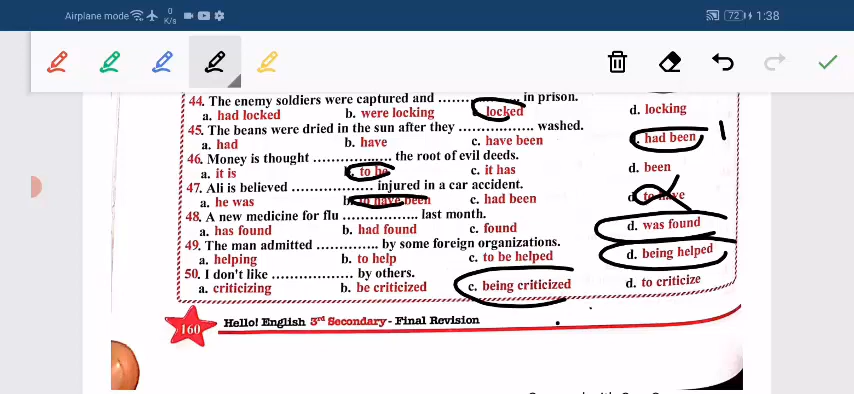 Airplane mode 0 K/s 72 1:38
44. The enemy soldiers were captured and .................... in prison.
a. had locked b. were locking locked d. locking
45. The beans were dried in the sun after they .................. washed.
a. had b. have c. have been had been
46. Money is thought .................. the root of evil deeds.
a. it is b. to be c. it has d. been
47. Ali is believed .................. injured in a car accident.
a. he was b. to have been c. had been d. to have
48. A new medicine for flu ................. last month.
a. has found b. had found c. found d. was found
49. The man admitted .............. by some foreign organizations.
a. helping b. to help c. to be helped d. being helped
50. I don't like .................. by others.
a. criticizing b. be criticized c. being criticized d. to criticize
160 Hello! English 3rd Secondary - Final Revision